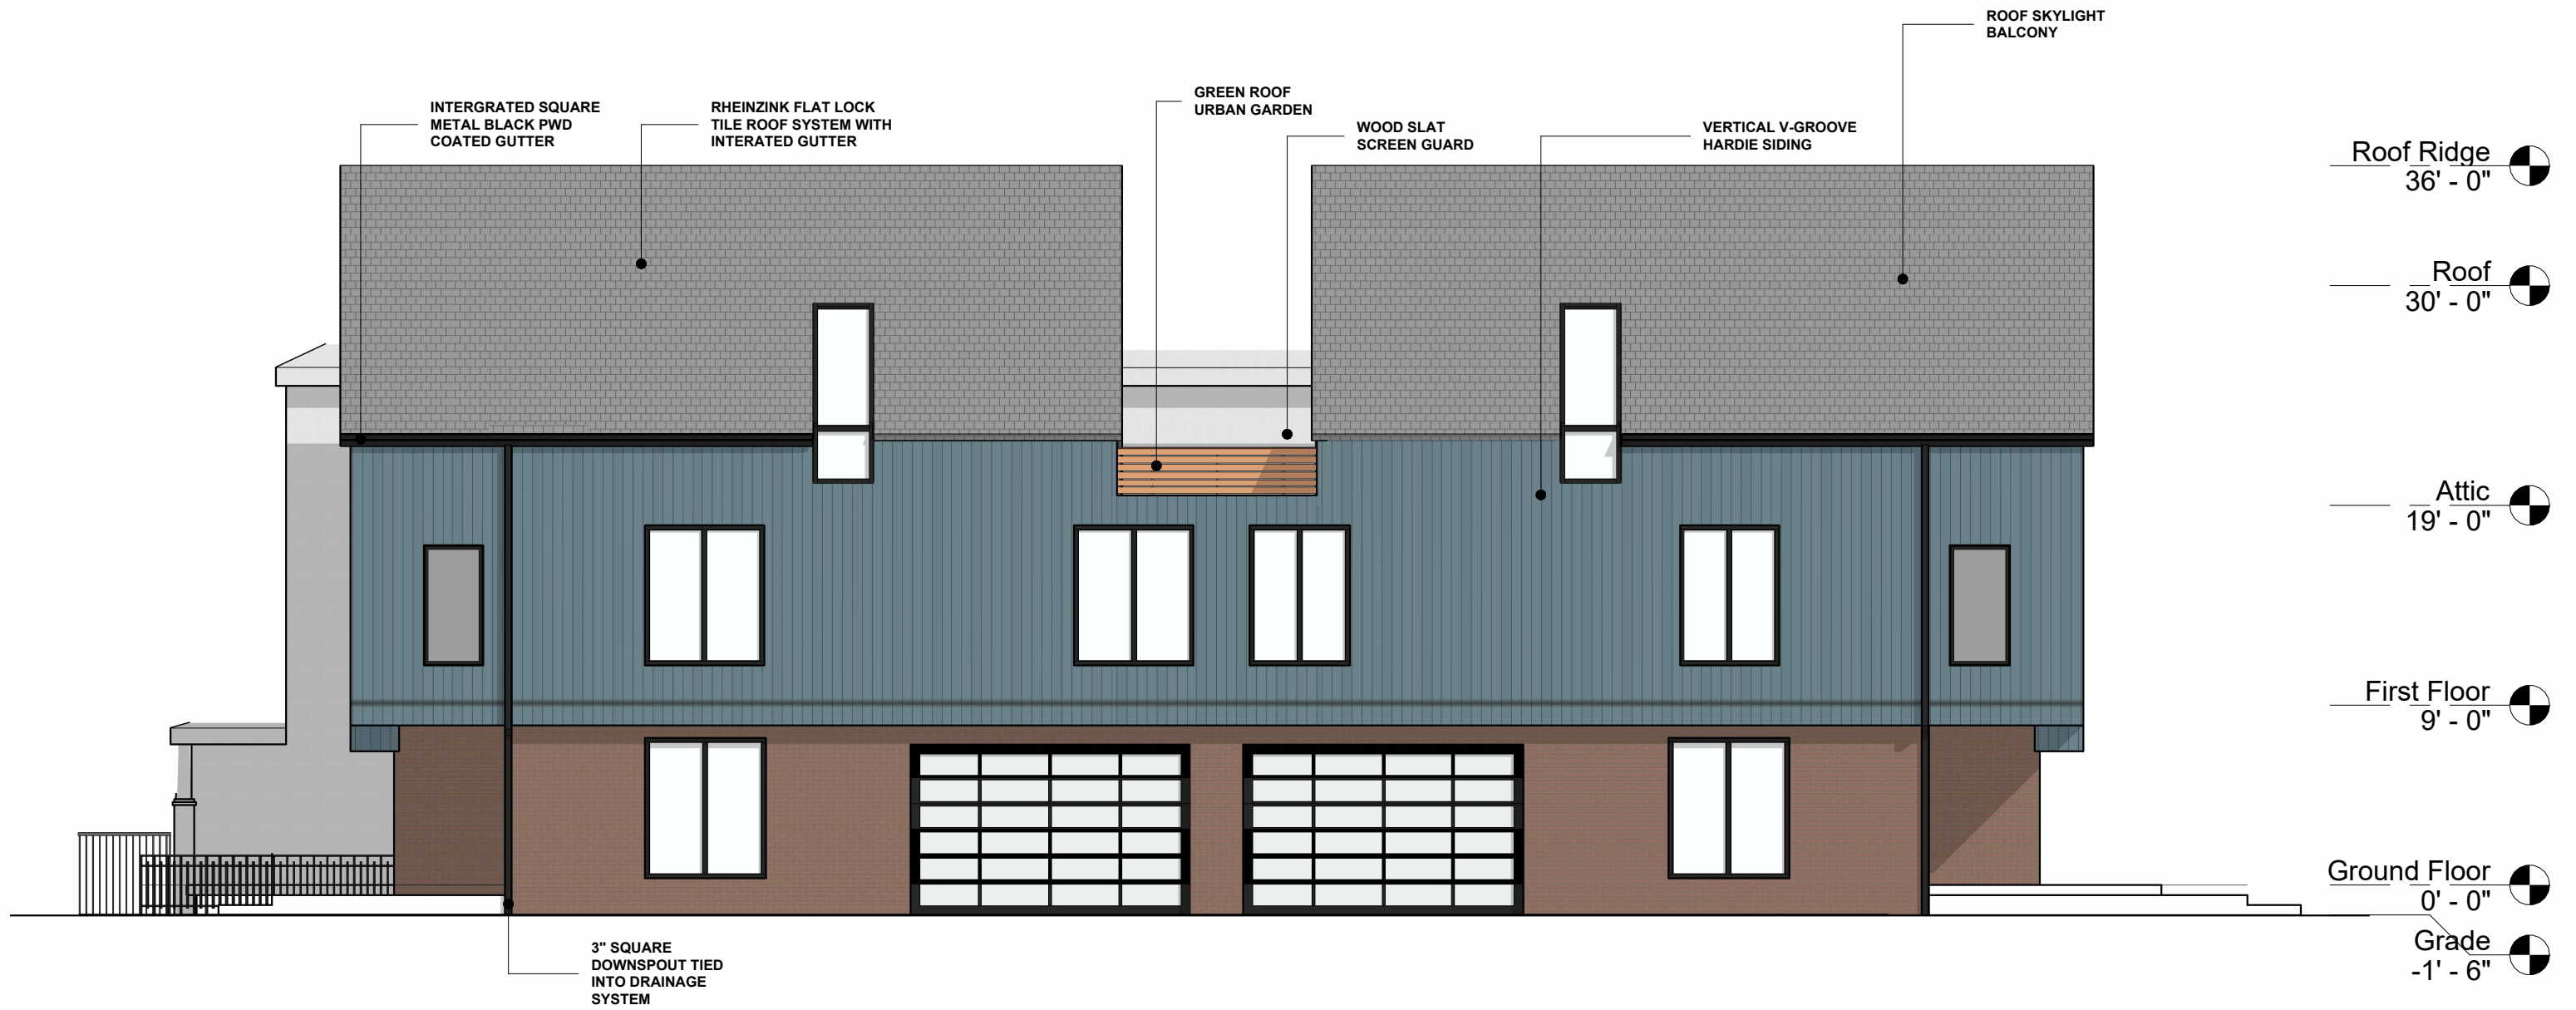 ROOF SKYLIGHT
BALCONY
GREEN ROOF
URBAN GARDEN
INTERGRATED SQUARE
METAL BLACK PWD
COATED GUTTER
RHEINZINK FLAT LOCK
TILE ROOF SYSTEM WITH
INTERATED GUTTER
WOOD SLAT
SCREEN GUARD
VERTICAL V-GROOVE
HARDIE SIDING
Roof Ridge
36' - 0"
Roof
30' - 0"
Attic
19' - 0"
First Floor
9' - 0"
Ground Floor
0' - 0"
Grade
-1' - 6"
3" SQUARE
DOWNSPOUT TIED
INTO DRAINAGE
SYSTEM